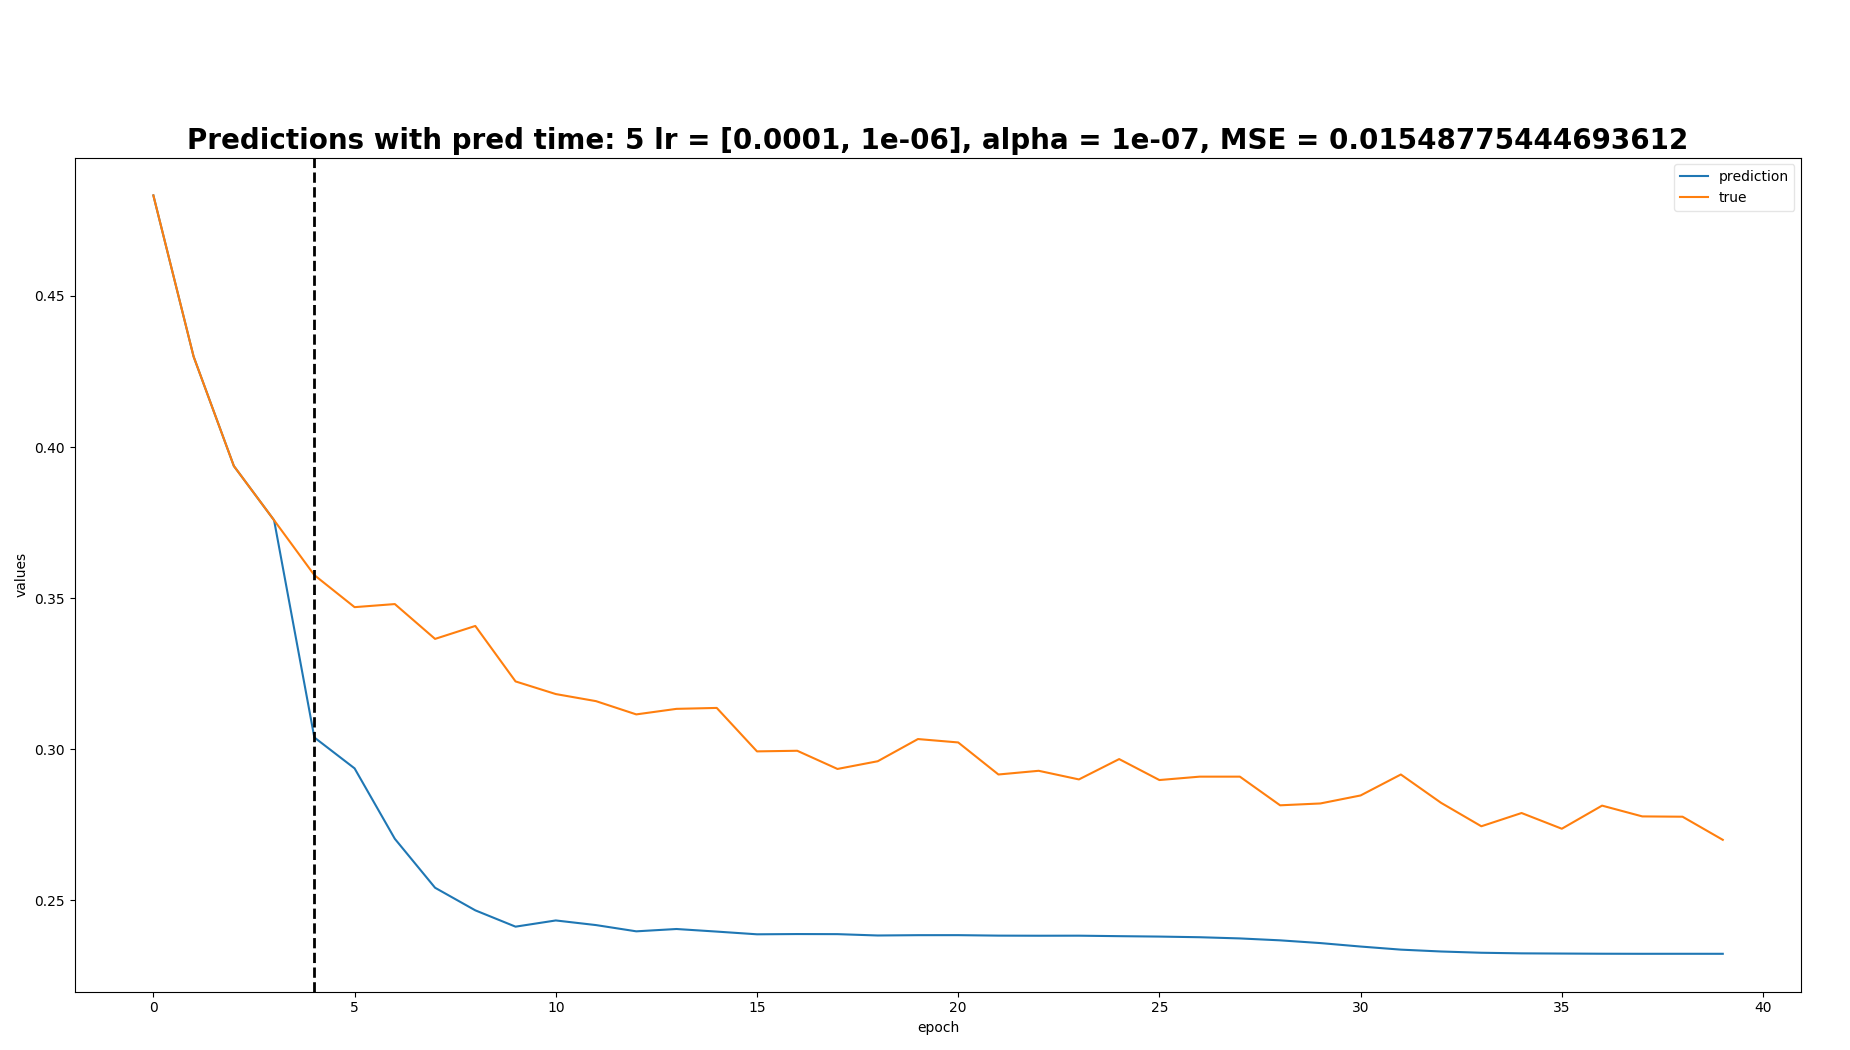 Predictions with pred time: 5 lr = [0.0001, 1e-06], alpha = 1e-07, MSE = 0.01548775444693612
prediction
true
values
0.45
0.40
0.35
0.30
0.25
0 5 10 15 20 25 30 35 40
epoch